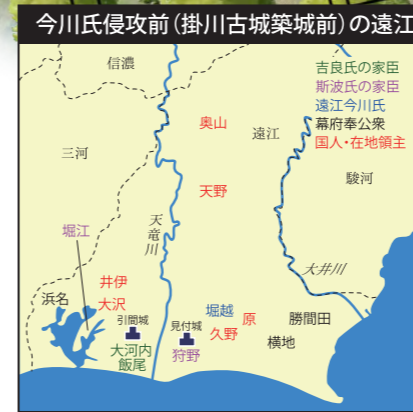 今川氏侵攻前(掛川古城築城前)の遠江
信濃
吉良氏の家臣
斯波氏の家臣
遠江今川氏
幕府奉公衆
国人・在地領主
奥山
遠江
三河
駿河
天野
堀江
天竜川
大井川
井伊
浜名
大沢
引間城
見付城
堀越
原
勝間田
久野
横地
大河内
飯尾
狩野